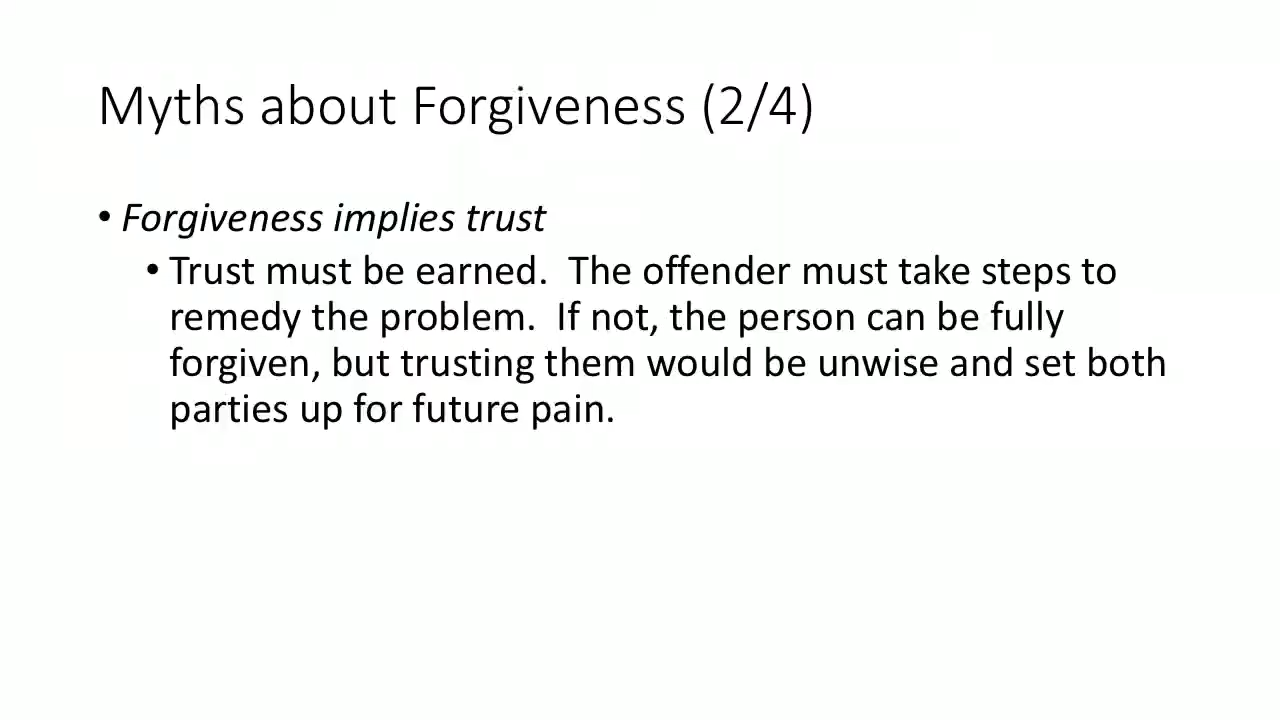 Myths about Forgiveness (2/4)
• Forgiveness implies trust
• Trust must be earned.  The offender must take steps to
remedy the problem.  If not, the person can be fully
forgiven, but trusting them would be unwise and set both
parties up for future pain.